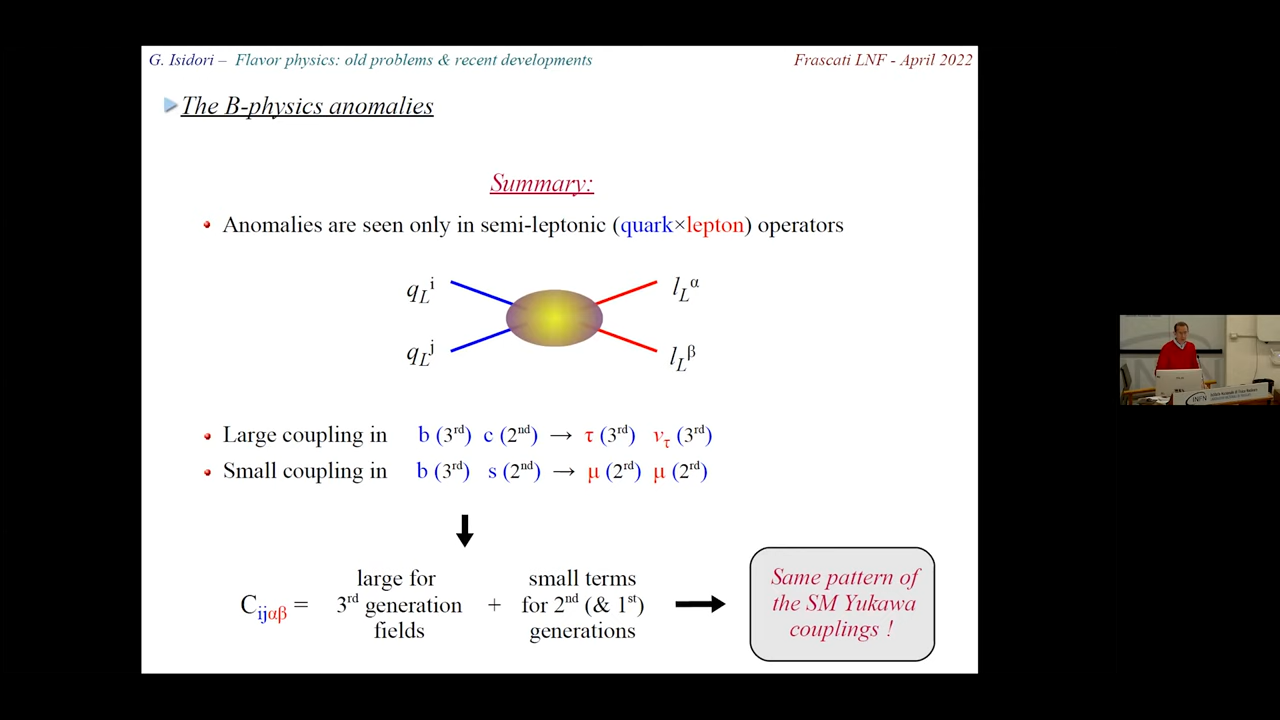 G. Isidori – Flavor physics: old problems & recent developments Frascati LNF - April 2022
The B-physics anomalies
Summary:
Anomalies are seen only in semi-leptonic (quark×lepton) operators
q_L^i l_L^α
q_L^j l_L^β
Large coupling in b (3rd) c (2nd) → τ (3rd) ν_τ (3rd)
Small coupling in b (3rd) s (2nd) → μ (2rd) μ (2rd)
C_ijαβ = large for 3rd generation fields + small terms for 2nd (& 1st) generations
Same pattern of
the SM Yukawa
couplings !
INFN